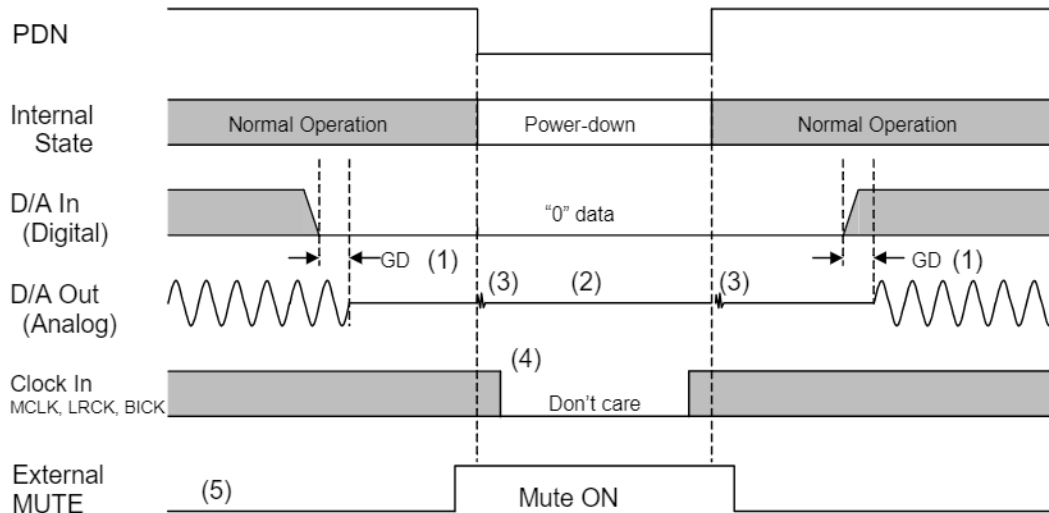 PDN
Internal
State
Normal Operation
Power-down
Normal Operation
D/A In
(Digital)
“0” data
GD
(1)
GD
(1)
D/A Out
(Analog)
(3)
(2)
(3)
Clock In
MCLK, LRCK, BICK
(4)
Don’t care
External
MUTE
(5)
Mute ON